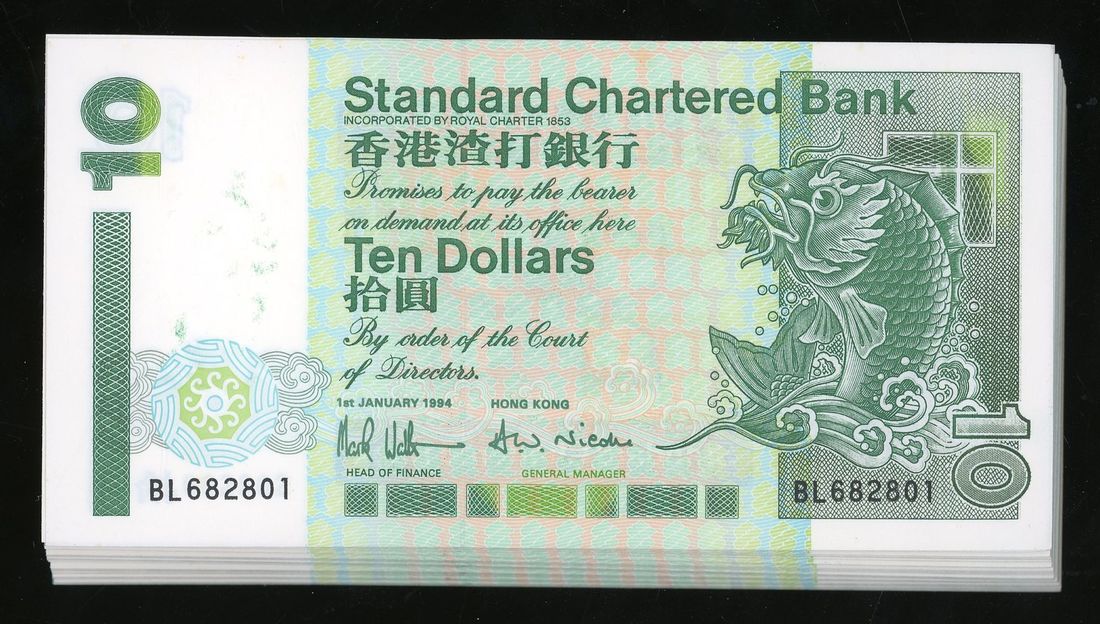 10
Standard Chartered Bank
INCORPORATED BY ROYAL CHARTER 1853
香港渣打銀行
Promises to pay the bearer
on demand at its office here
Ten Dollars
拾圓
By order of the Court
of Directors.
1st JANUARY 1994 HONG KONG
Mark
HEAD OF FINANCE GENERAL MANAGER
BL682801 BL682801
10